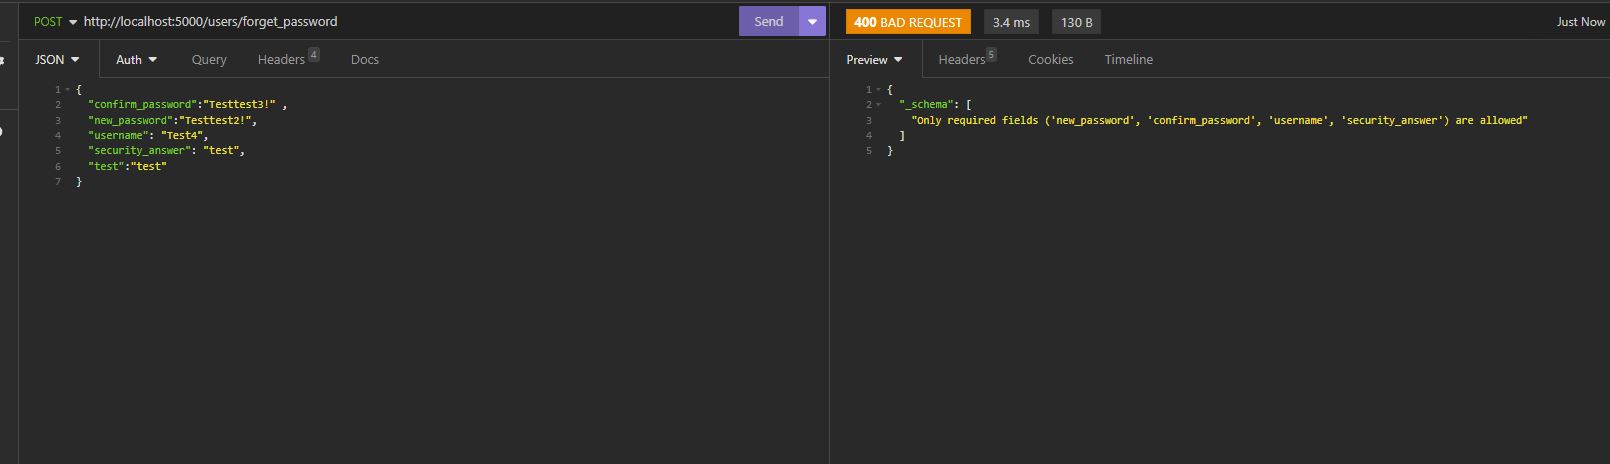 POST http://localhost:5000/users/forget_password Send 400 BAD REQUEST 3.4 ms 130 B Just Now
JSON Auth Query Headers 4 Docs
1 {
2 "confirm_password":"Testtest3!" ,
3 "new_password":"Testtest2!",
4 "username": "Test4",
5 "security_answer": "test",
6 "test":"test"
7 }
Preview Headers 5 Cookies Timeline
1 {
2 "_schema": [
3 "Only required fields ('new_password', 'confirm_password', 'username', 'security_answer') are allowed"
4 ]
5 }